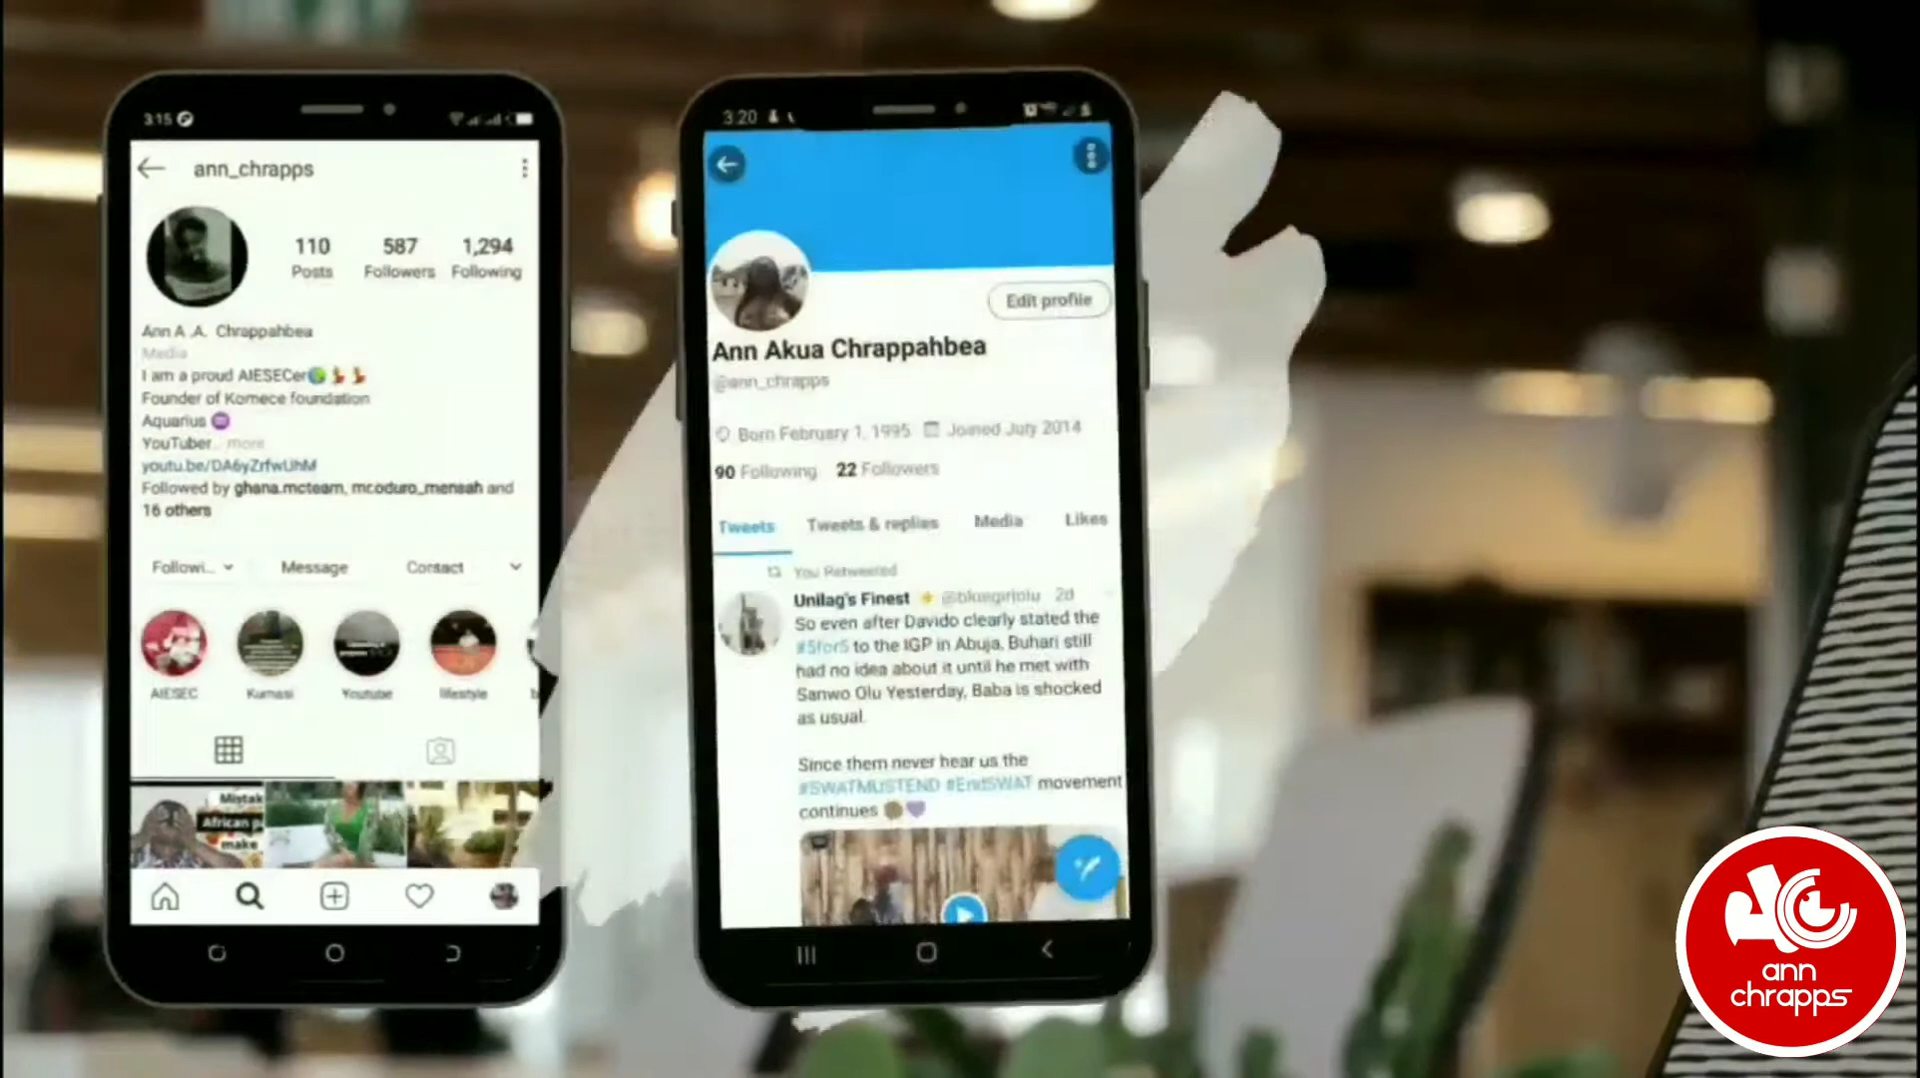 3:15
ann_chrapps
110 587 1,294
Posts Followers Following
Ann A .A. Chrappahbea
Media
I am a proud AIESECer🌍💃💃
Founder of Komece foundation
Aquarius ♒
YouTuber... more
youtu.be/DA6yZrfwUhM
Followed by ghana.mcteam, mr.oduro_mensah and
16 others
Followi... Message Contact
AIESEC Kumasi Youtube lifestyle
Mistak
African p
make
3:20
Edit profile
Ann Akua Chrappahbea
@ann_chrapps
Born February 1, 1995 Joined July 2014
90 Following 22 Followers
Tweets Tweets & replies Media Likes
You Retweeted
Unilag's Finest 2d
So even after Davido clearly stated the
#5for5 to the IGP in Abuja, Buhari still
had no idea about it until he met with
Sanwo Olu Yesterday, Baba is shocked
as usual.
Since them never hear us the
#SWATMUSTEND #EndSWAT movement
continues
ann
chrapps